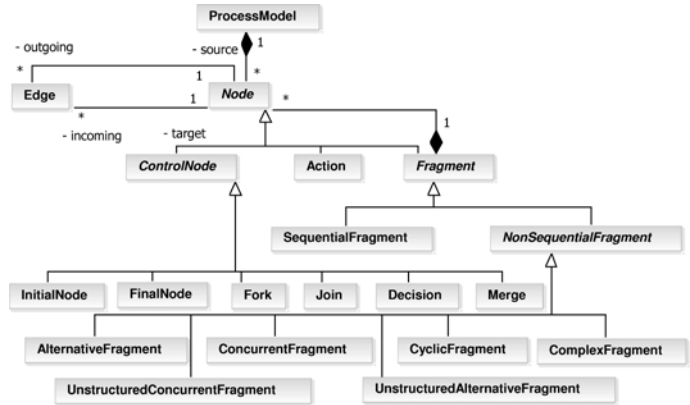 ProcessModel
1
- outgoing
- source
*
1
*
Edge
Node
*
1
*
- incoming
- target
1
ControlNode
Action
Fragment
SequentialFragment
NonSequentialFragment
InitialNode
FinalNode
Fork
Join
Decision
Merge
AlternativeFragment
ConcurrentFragment
CyclicFragment
ComplexFragment
UnstructuredConcurrentFragment
UnstructuredAlternativeFragment